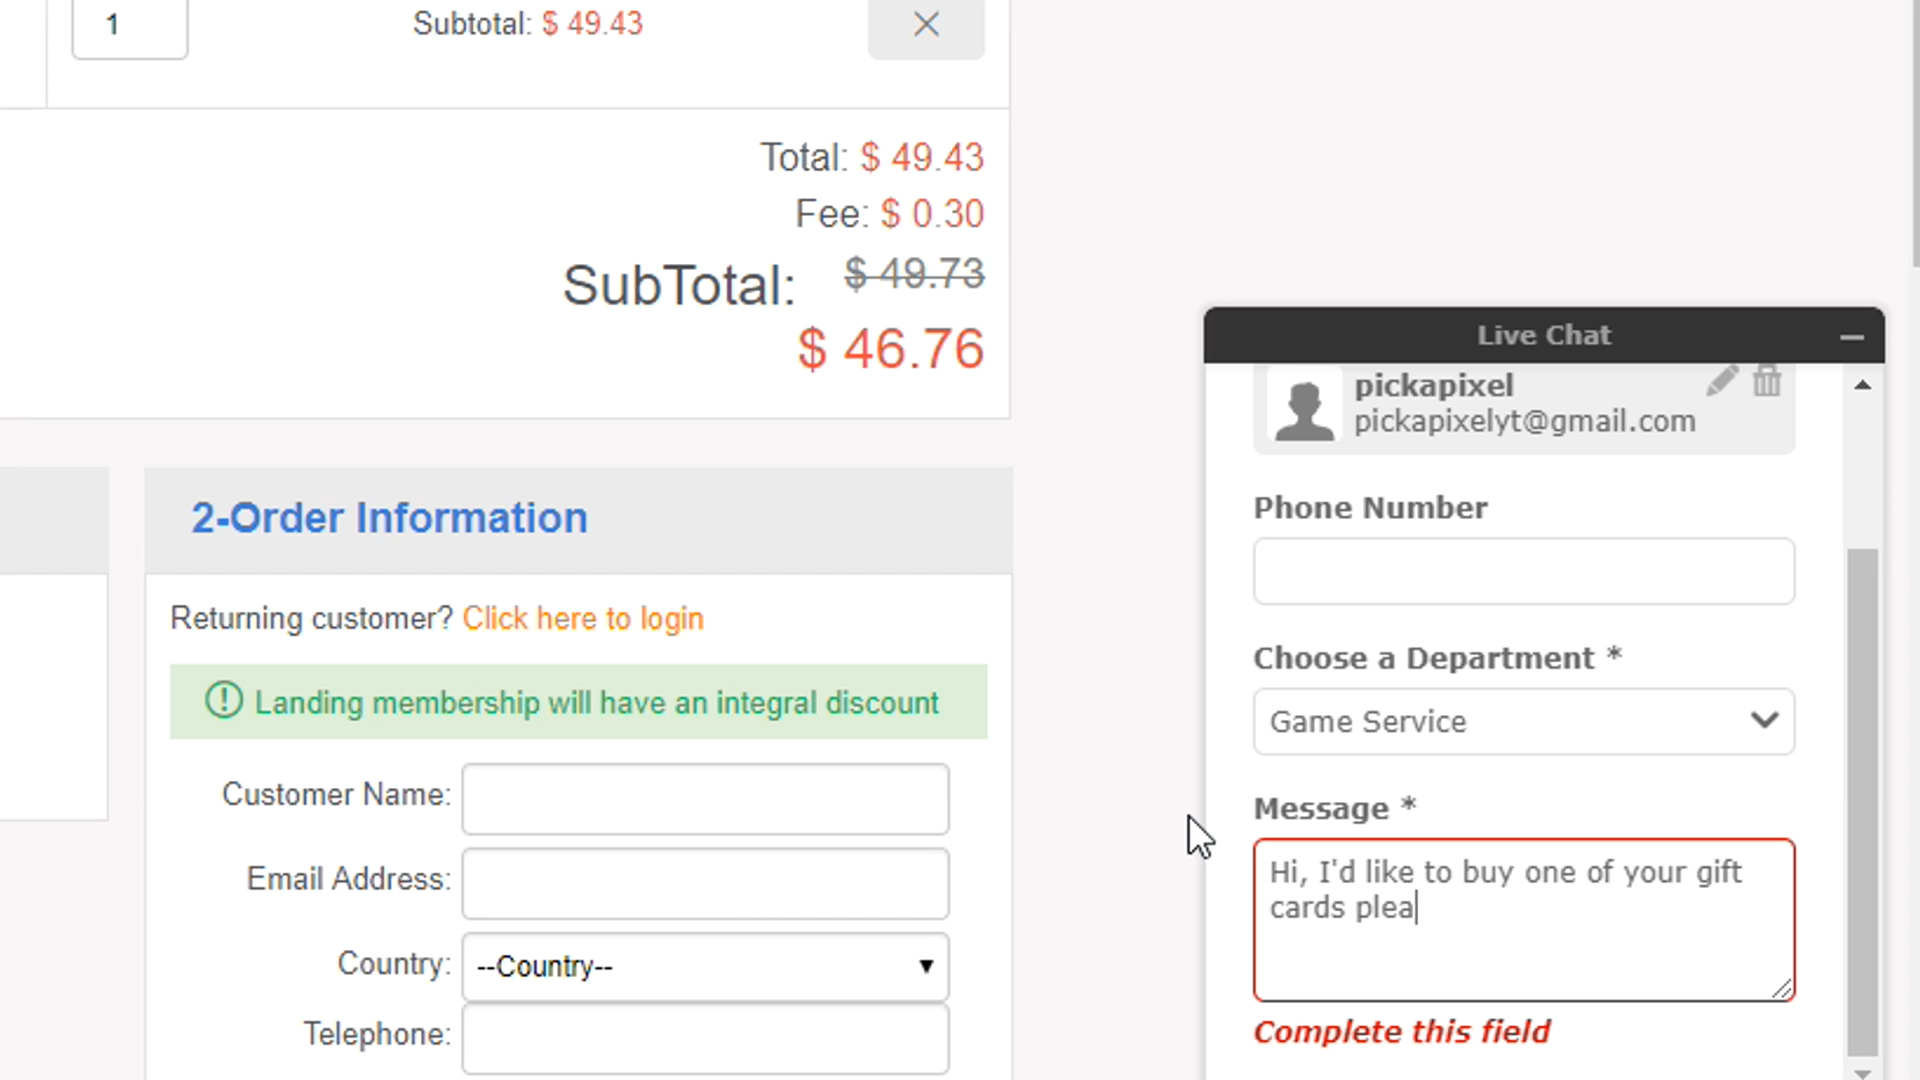 1
Subtotal: $ 49.43
Total: $ 49.43
Fee: $ 0.30
SubTotal: $ 49.73
$ 46.76
2-Order Information
Returning customer? Click here to login
Landing membership will have an integral discount
Customer Name:
Email Address:
Country: --Country--
Telephone:
Live Chat
pickapixel
pickapixelyt@gmail.com
Phone Number
Choose a Department *
Game Service
Message *
Hi, I'd like to buy one of your gift
cards plea
Complete this field